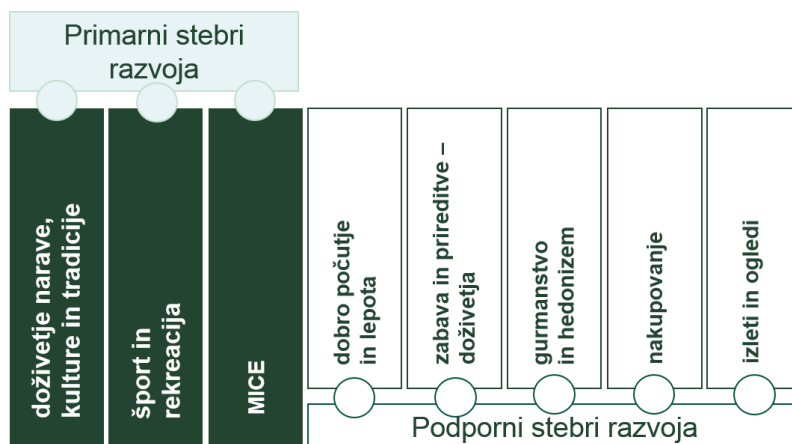 Primarni stebri
razvoja
doživetje narave,
kulture in tradicije
šport in
rekreacija
MICE
dobro počutje
in lepota
zabava in prireditve –
doživetja
gurmanstvo
in hedonizem
nakupovanje
izleti in ogledi
Podporni stebri razvoja